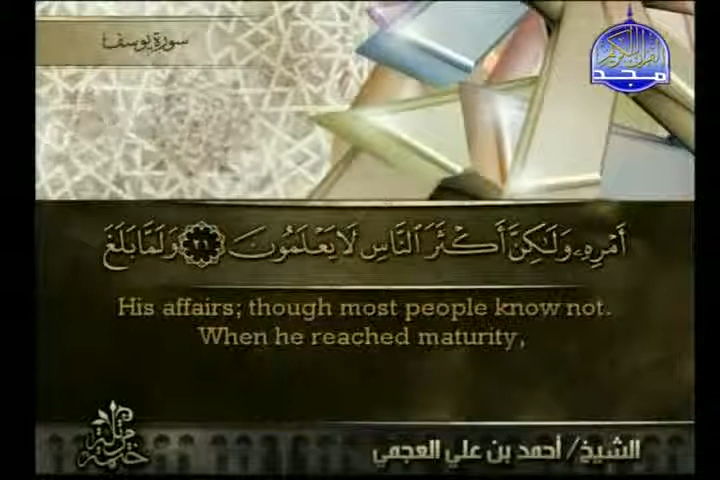 سورة يوسف
القرآن الكريم
مجد
أَمْرِهِۦ وَلَٰكِنَّ أَكْثَرَ ٱلنَّاسِ لَا يَعْلَمُونَ ٢١ وَلَمَّا بَلَغَ
His affairs; though most people know not.
When he reached maturity,
الشيخ/ أحمد بن علي العجمي